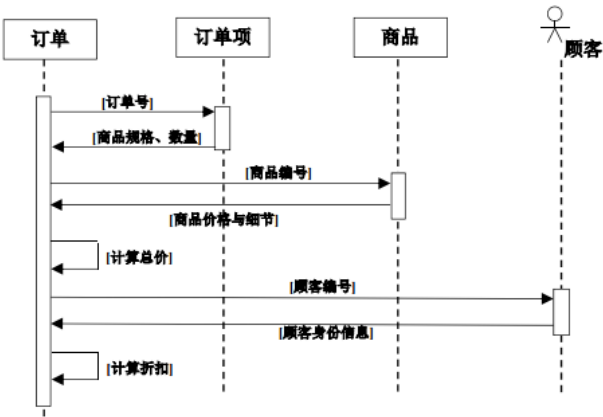 订单
订单项
商品
顾客
[订单号]
[商品规格、数量]
[商品编号]
[商品价格与细节]
[计算总价]
[顾客编号]
[顾客身份信息]
[计算折扣]